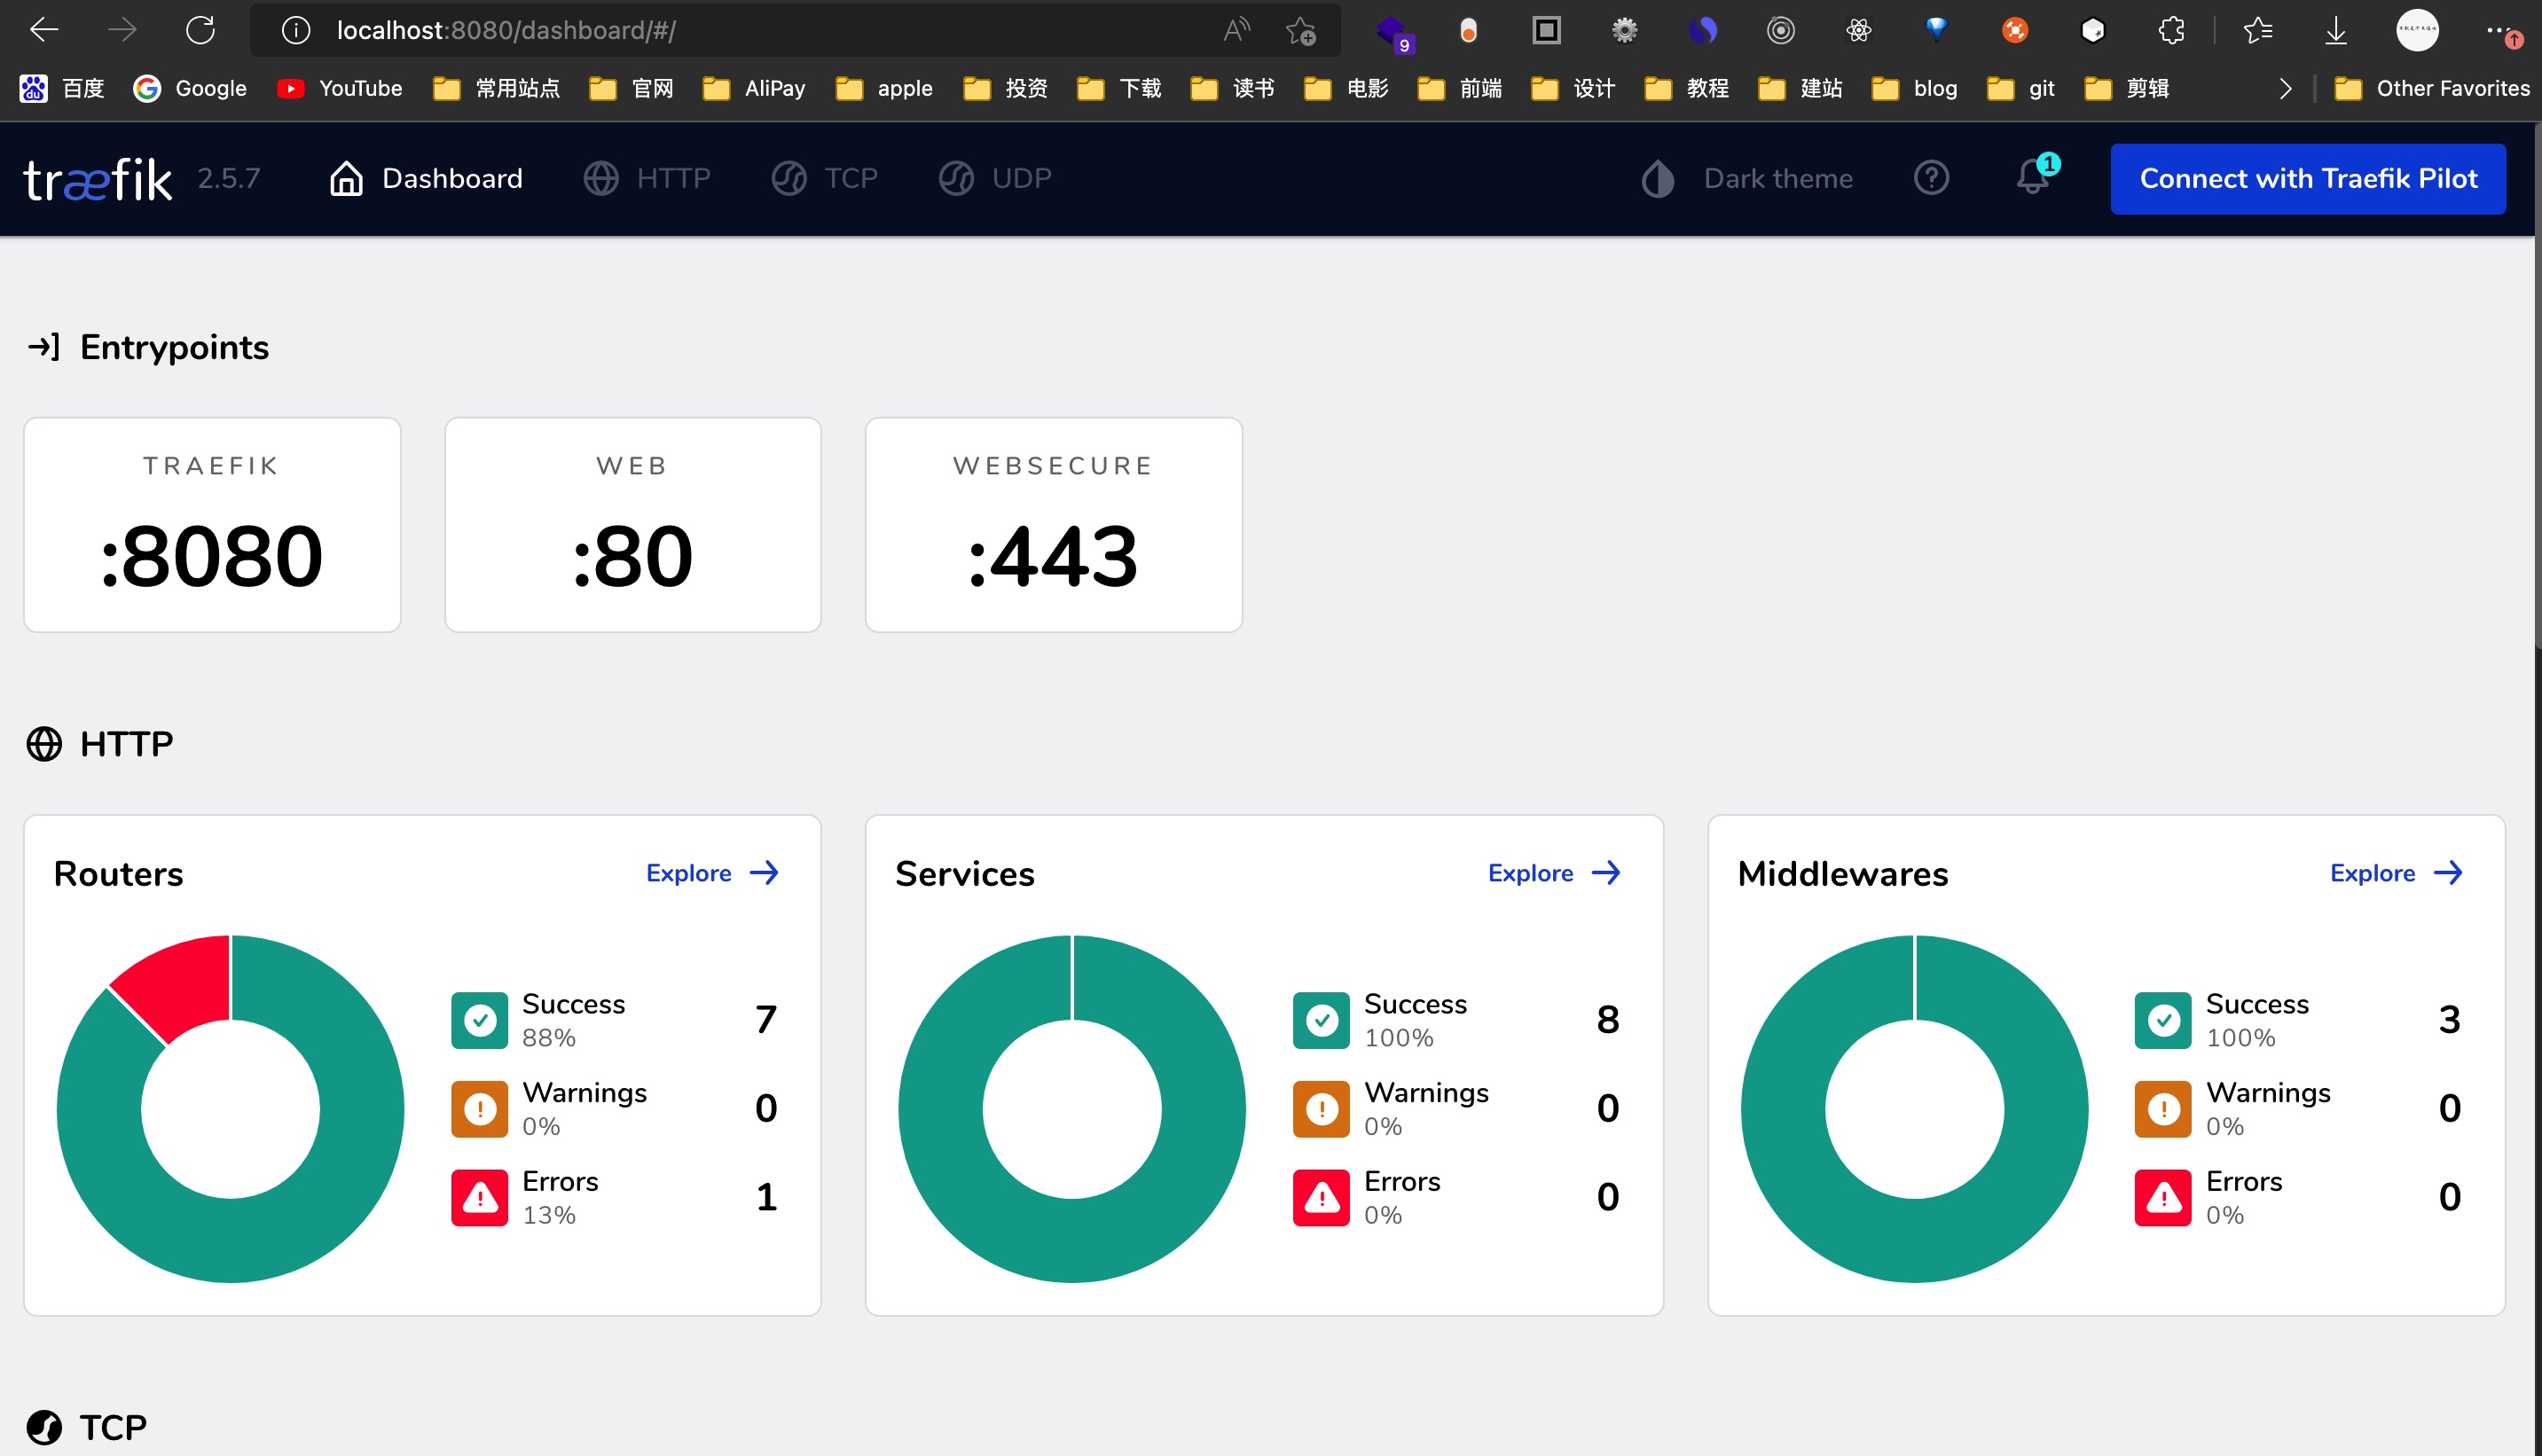 localhost:8080/dashboard/#/
9
百度 Google YouTube 常用站点 官网 AliPay apple 投资 下载 读书 电影 前端 设计 教程 建站 blog git 剪辑 Other Favorites
træfik 2.5.7 Dashboard HTTP TCP UDP Dark theme 1 Connect with Traefik Pilot
Entrypoints
TRAEFIK
:8080
WEB
:80
WEBSECURE
:443
HTTP
Routers Explore
Success 7
88%
Warnings 0
0%
Errors 1
13%
Services Explore
Success 8
100%
Warnings 0
0%
Errors 0
0%
Middlewares Explore
Success 3
100%
Warnings 0
0%
Errors 0
0%
TCP